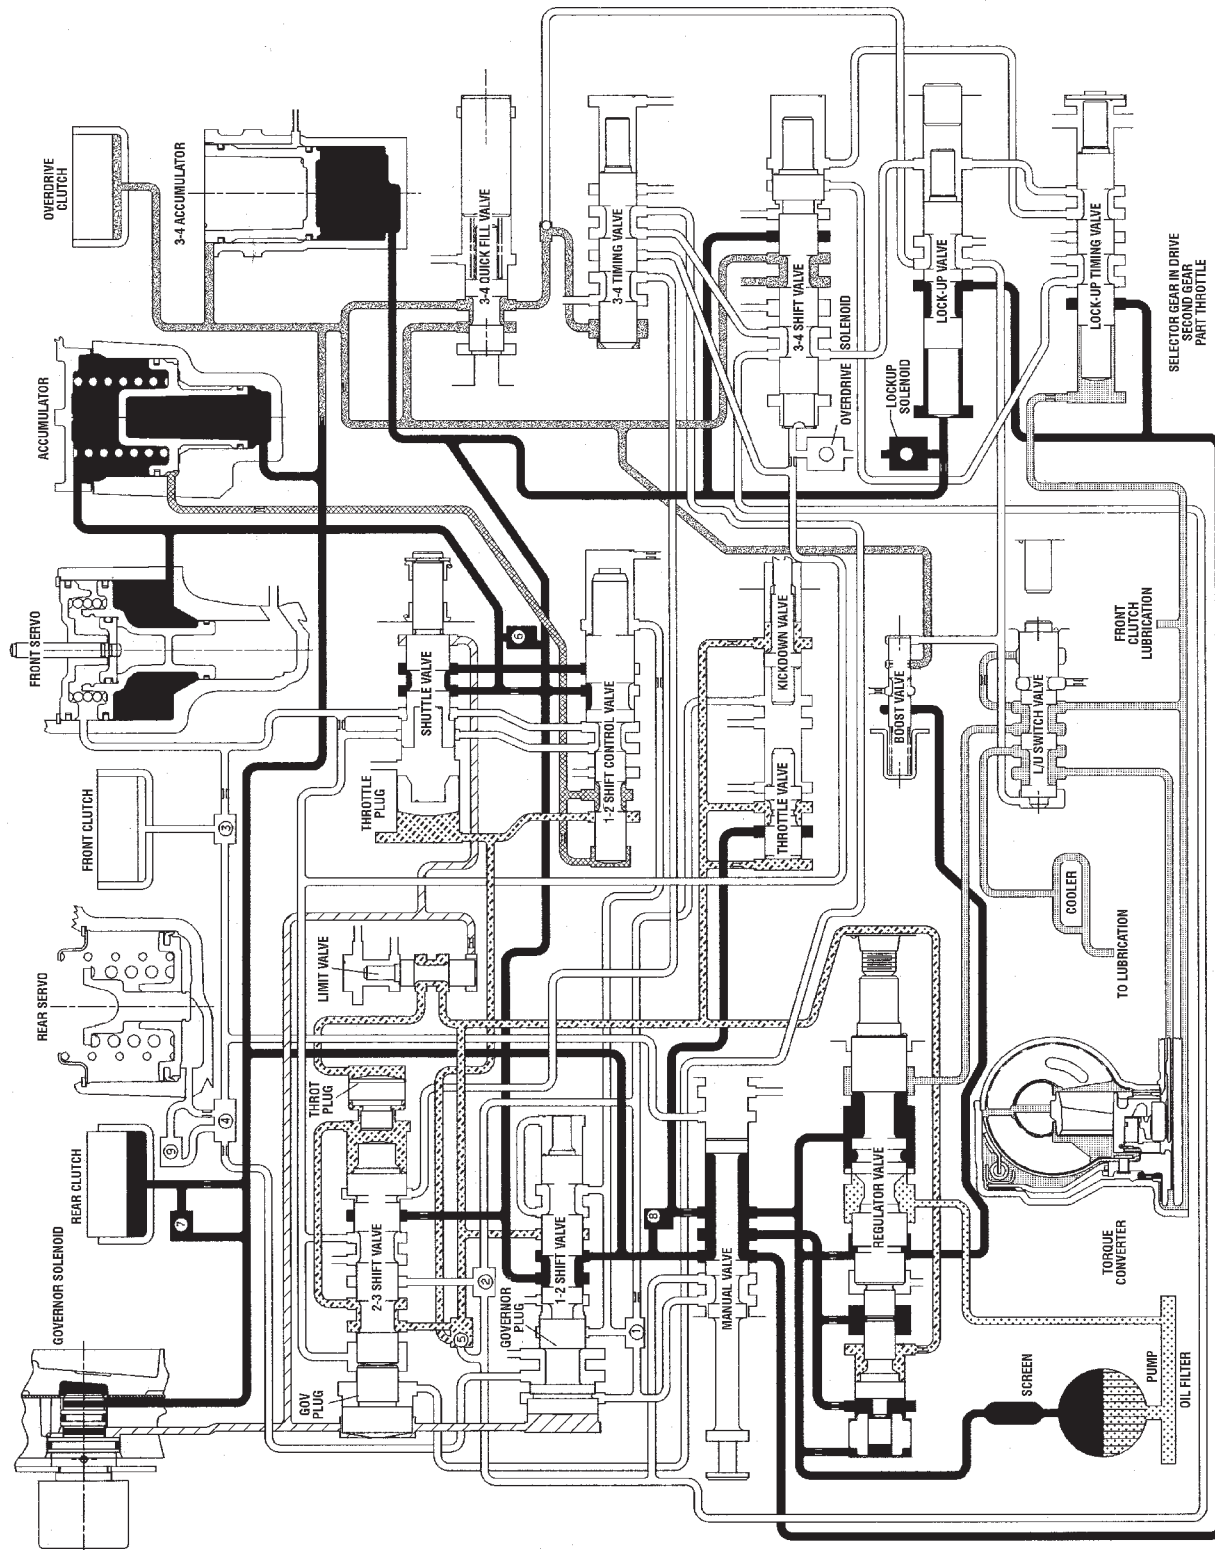 OVERDRIVE
CLUTCH
3-4 ACCUMULATOR
3-4 QUICK FILL VALVE
3-4 TIMING VALVE
3-4 SHIFT VALVE
OVERDRIVE SOLENOID
LOCK-UP VALVE
LOCKUP
SOLENOID
LOCK-UP TIMING VALVE
SELECTOR GEAR IN DRIVE
SECOND GEAR
PART THROTTLE
ACCUMULATOR
FRONT SERVO
SHUTTLE VALVE
THROTTLE
PLUG
6
1-2 SHIFT CONTROL VALVE
KICKDOWN VALVE
THROTTLE VALVE
BOOST VALVE
L/U SWITCH VALVE
FRONT
CLUTCH
LUBRICATION
FRONT CLUTCH
3
COOLER
TO LUBRICATION
REAR SERVO
LIMIT VALVE
4
9
REAR CLUTCH
7
THROT
PLUG
2-3 SHIFT VALVE
2
5
1-2 SHIFT VALVE
GOVERNOR
PLUG
1
8
MANUAL VALVE
REGULATOR VALVE
TORQUE
CONVERTER
GOVERNOR SOLENOID
GOV
PLUG
SCREEN
PUMP
OIL FILTER